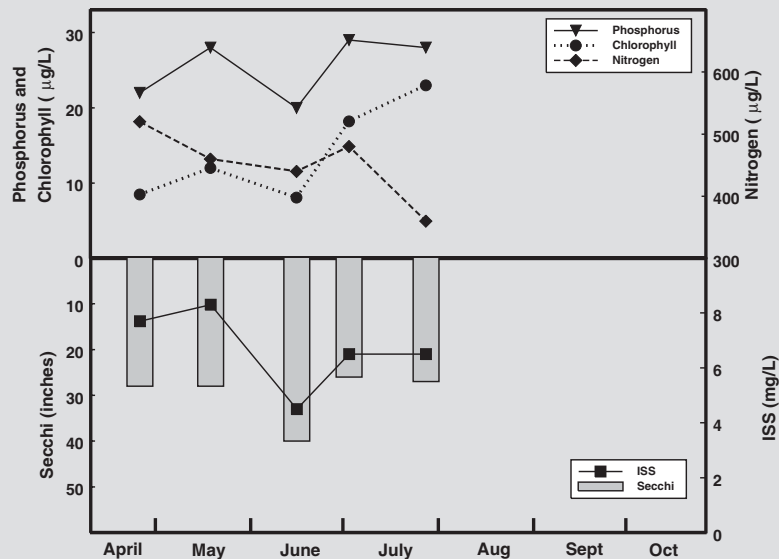 30
20
10
Phosphorus and
Chlorophyll ( μg/L)
Phosphorus
Chlorophyll
Nitrogen
600
500
400
300
Nitrogen ( μg/L)
0
10
20
30
40
50
Secchi (inches)
ISS
Secchi
8
6
4
2
0
ISS (mg/L)
April May June July Aug Sept Oct